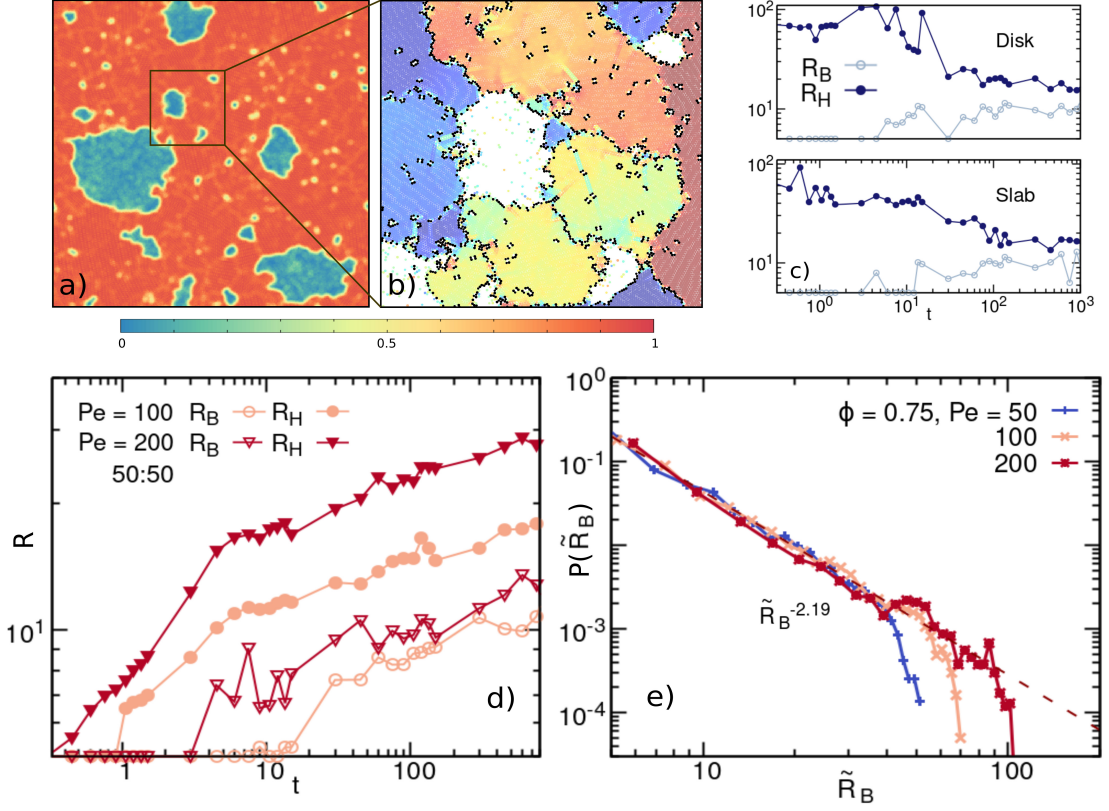 a)
b)
0
0.5
1
10²
Disk
R_B
R_H
10¹
10²
Slab
10¹
c)
10⁰
10¹
10²
10³
t
Pe = 100 R_B R_H
Pe = 200 R_B R_H
50:50
R
10¹
d)
1
10
100
t
10⁰
ϕ = 0.75, Pe = 50
100
200
10⁻¹
10⁻²
P(R̃_B)
R̃_B⁻²·¹⁹
10⁻³
e)
10⁻⁴
10
100
R̃_B